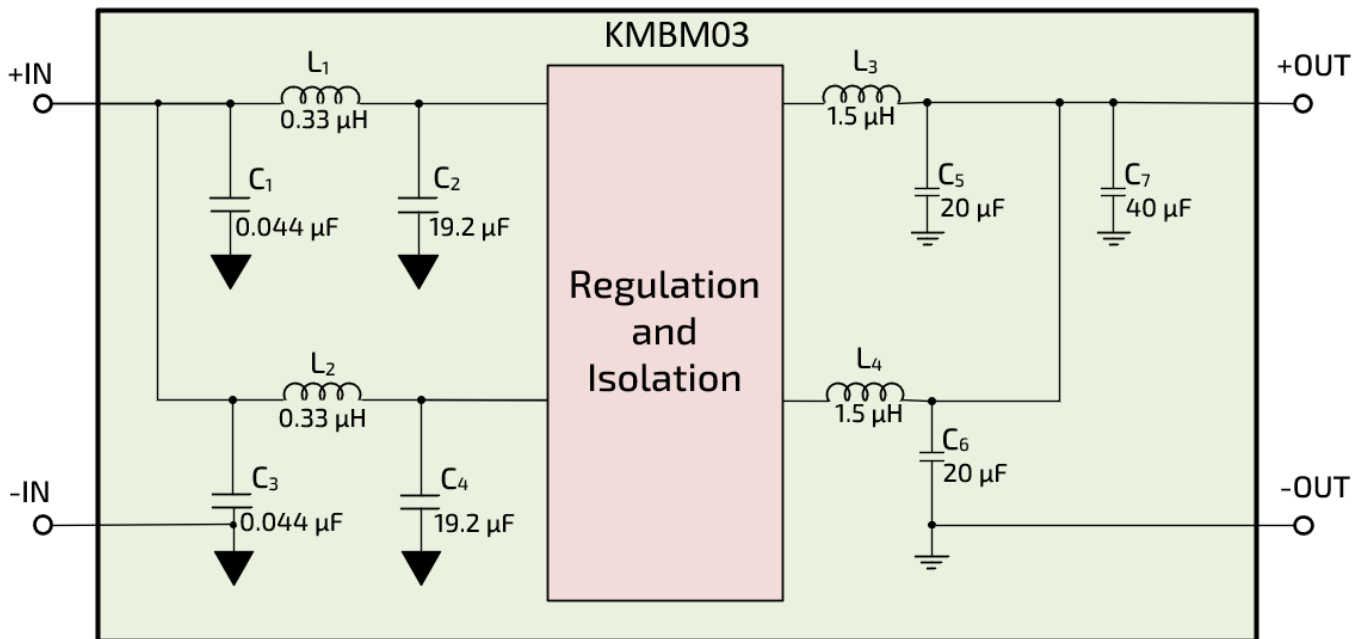 KMBM03
+IN
L₁
0.33 µH
L₃
1.5 µH
+OUT
C₁
0.044 µF
C₂
19.2 µF
C₅
20 µF
C₇
40 µF
Regulation
and
Isolation
L₂
0.33 µH
L₄
1.5 µH
-IN
C₃
0.044 µF
C₄
19.2 µF
C₆
20 µF
-OUT